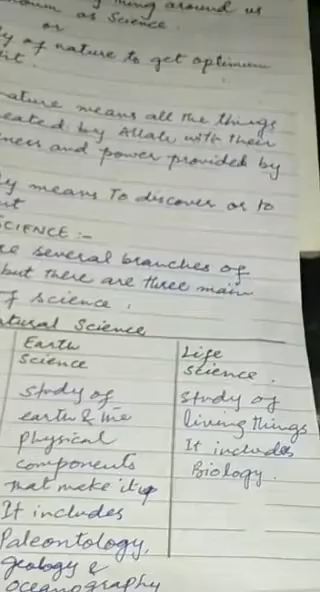 thing around us
as Science.
or
of nature to get optimum
nature means all the things
created by Allah with their
and power provided by
means To discover or to
SCIENCE :-
several branches of
but there are three main
of science.
Natural Science
Earth
Science
study of
earth & the
physical
components
that make it up
It includes
Paleontology,
geology &
oceanography
Life
science.
study of
living things
It includes
Biology.